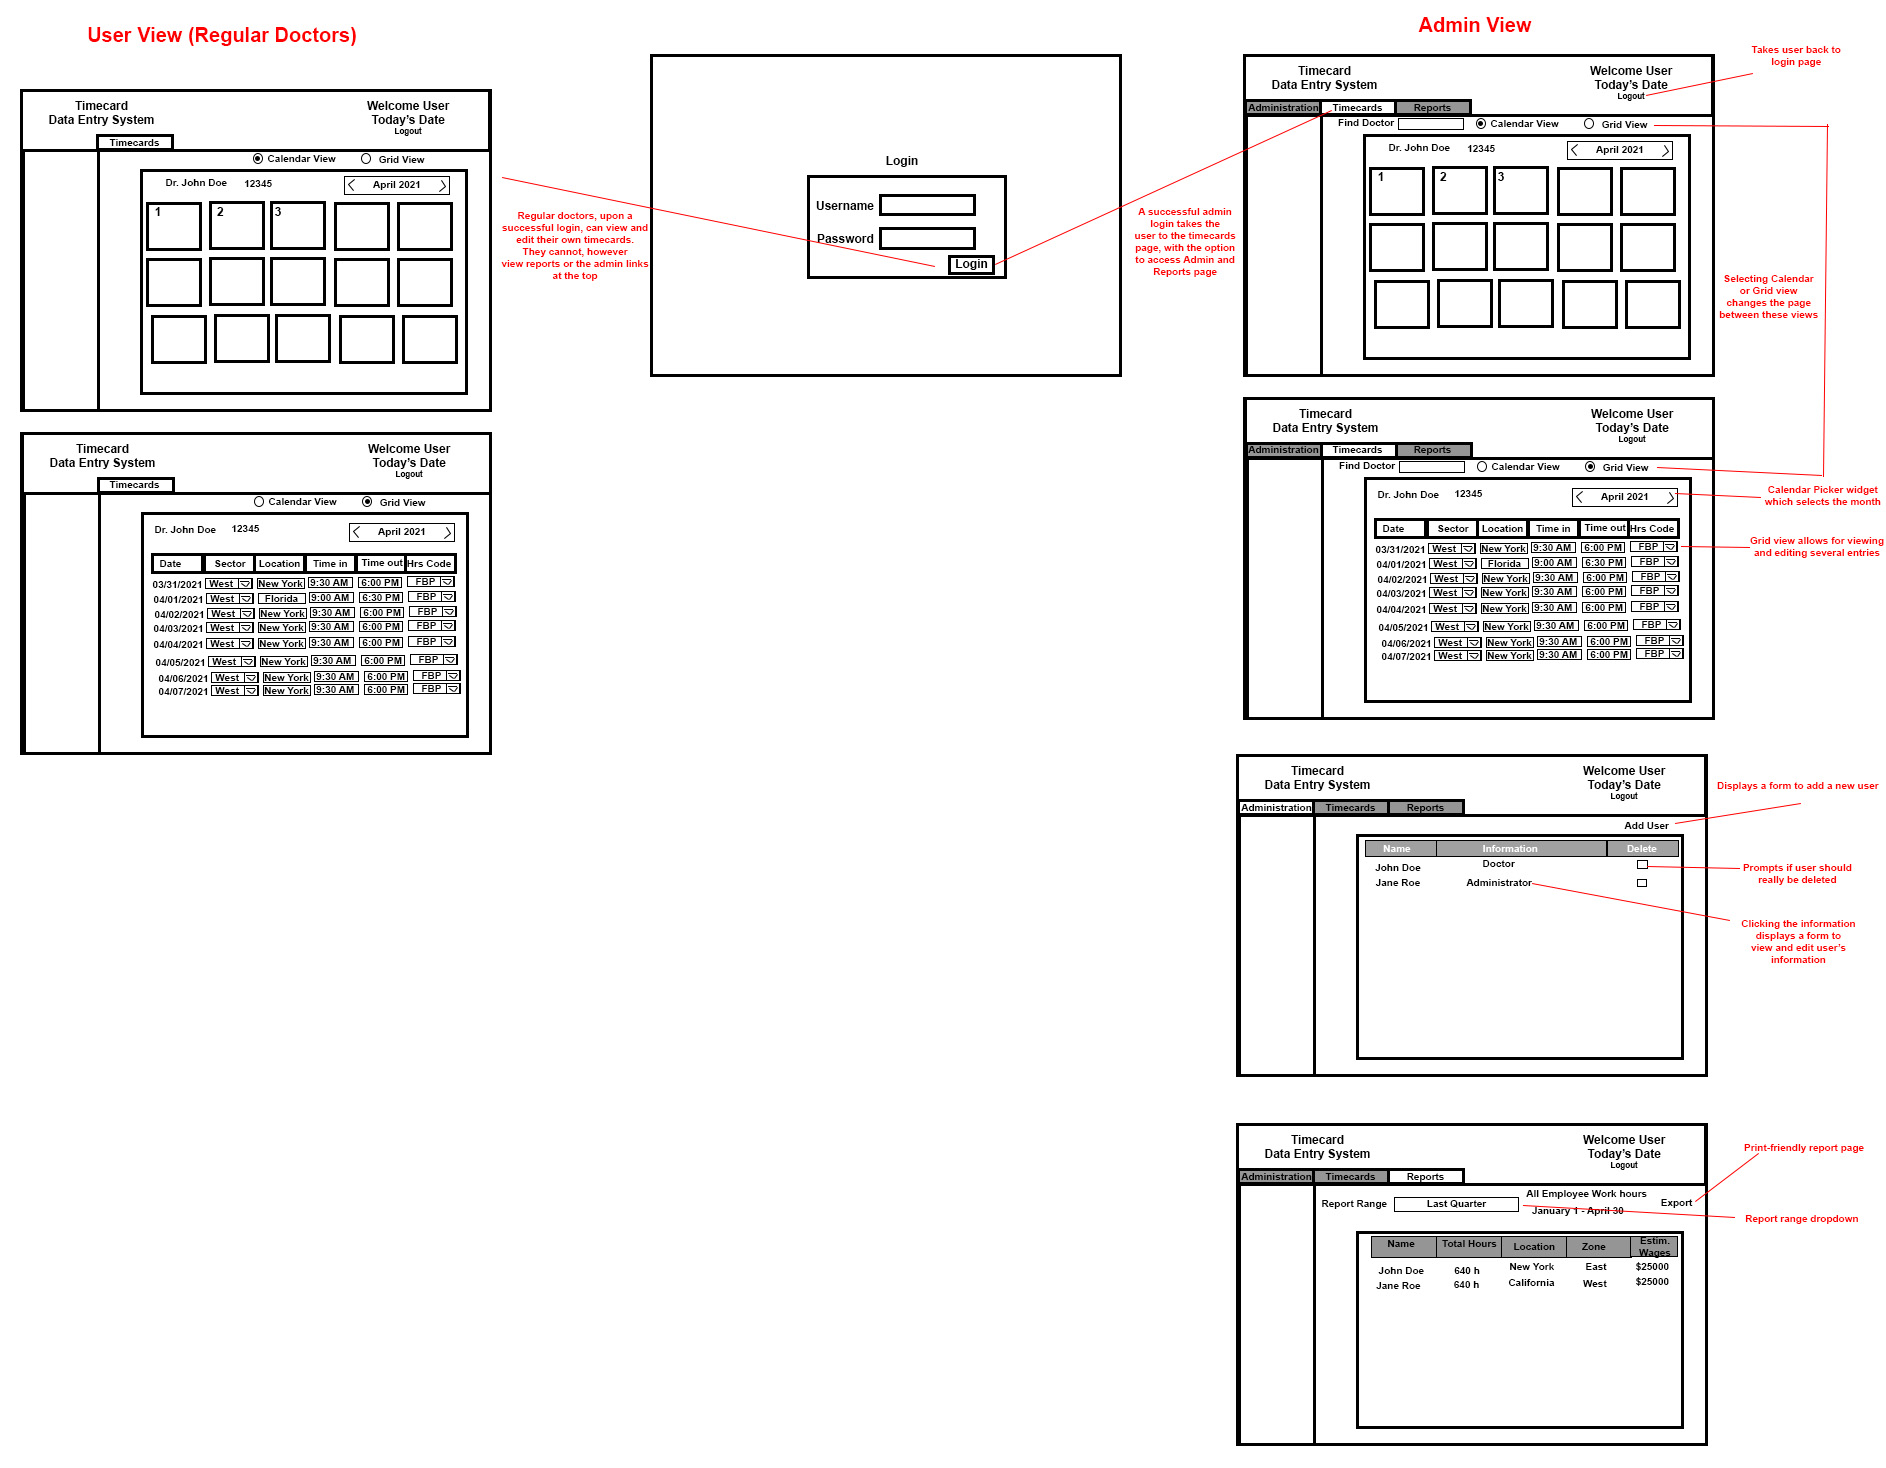 User View (Regular Doctors)
Timecard
Data Entry System
Welcome User
Today's Date
Logout
Timecards
Calendar View
Grid View
Dr. John Doe 12345
April 2021
1 2 3
Regular doctors, upon a
successful login, can view and
edit their own timecards.
They cannot, however
view reports or the admin links
at the top
Timecard
Data Entry System
Welcome User
Today's Date
Logout
Timecards
Calendar View
Grid View
Dr. John Doe 12345
April 2021
Date Sector Location Time in Time out Hrs Code
03/31/2021 West New York 9:30 AM 6:00 PM FBP
04/01/2021 West Florida 9:00 AM 6:30 PM FBP
04/02/2021 West New York 9:30 AM 6:00 PM FBP
04/03/2021 West New York 9:30 AM 6:00 PM FBP
04/04/2021 West New York 9:30 AM 6:00 PM FBP
04/05/2021 West New York 9:30 AM 6:00 PM FBP
04/06/2021 West New York 9:30 AM 6:00 PM FBP
04/07/2021 West New York 9:30 AM 6:00 PM FBP
Login
Username
Password
Login
A successful admin
login takes the
user to the timecards
page, with the option
to access Admin and
Reports page
Admin View
Timecard
Data Entry System
Welcome User
Today's Date
Logout
Takes user back to
login page
Administration Timecards Reports
Find Doctor
Calendar View
Grid View
Dr. John Doe 12345
April 2021
1 2 3
Selecting Calendar
or Grid view
changes the page
between these views
Timecard
Data Entry System
Welcome User
Today's Date
Logout
Administration Timecards Reports
Find Doctor
Calendar View
Grid View
Dr. John Doe 12345
April 2021
Calendar Picker widget
which selects the month
Date Sector Location Time in Time out Hrs Code
03/31/2021 West New York 9:30 AM 6:00 PM FBP
04/01/2021 West Florida 9:00 AM 6:30 PM FBP
04/02/2021 West New York 9:30 AM 6:00 PM FBP
04/03/2021 West New York 9:30 AM 6:00 PM FBP
04/04/2021 West New York 9:30 AM 6:00 PM FBP
04/05/2021 West New York 9:30 AM 6:00 PM FBP
04/06/2021 West New York 9:30 AM 6:00 PM FBP
04/07/2021 West New York 9:30 AM 6:00 PM FBP
Grid view allows for viewing
and editing several entries
Timecard
Data Entry System
Welcome User
Today's Date
Logout
Administration Timecards Reports
Add User
Displays a form to add a new user
Name Information Delete
John Doe Doctor
Jane Roe Administrator
Prompts if user should
really be deleted
Clicking the information
displays a form to
view and edit user's
information
Timecard
Data Entry System
Welcome User
Today's Date
Logout
Administration Timecards Reports
Report Range Last Quarter
All Employee Work hours
January 1 - April 30
Export
Print-friendly report page
Report range dropdown
Name Total Hours Location Zone Estim. Wages
John Doe 640 h New York East $25000
Jane Roe 640 h California West $25000